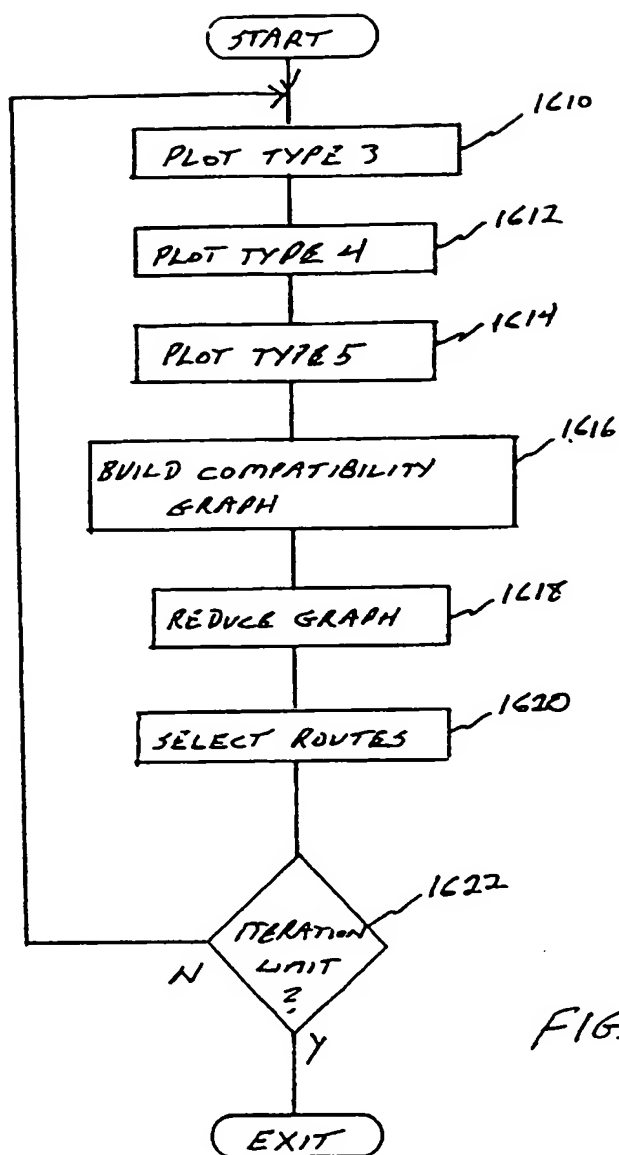 START
1610
PLOT TYPE 3
1612
PLOT TYPE 4
1614
PLOT TYPE 5
1616
BUILD COMPATIBILITY
GRAPH
1618
REDUCE GRAPH
1620
SELECT ROUTES
1622
ITERATION
LIMIT
?
N
Y
FIG.
EXIT